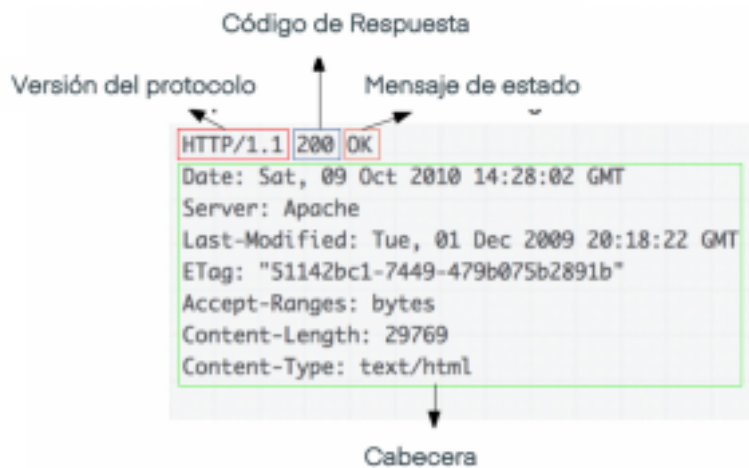 Código de Respuesta
Versión del protocolo
Mensaje de estado
HTTP/1.1 200 OK
Date: Sat, 09 Oct 2010 14:28:02 GMT
Server: Apache
Last-Modified: Tue, 01 Dec 2009 20:18:22 GMT
ETag: "51142bc1-7449-479b075b2891b"
Accept-Ranges: bytes
Content-Length: 29769
Content-Type: text/html
Cabecera